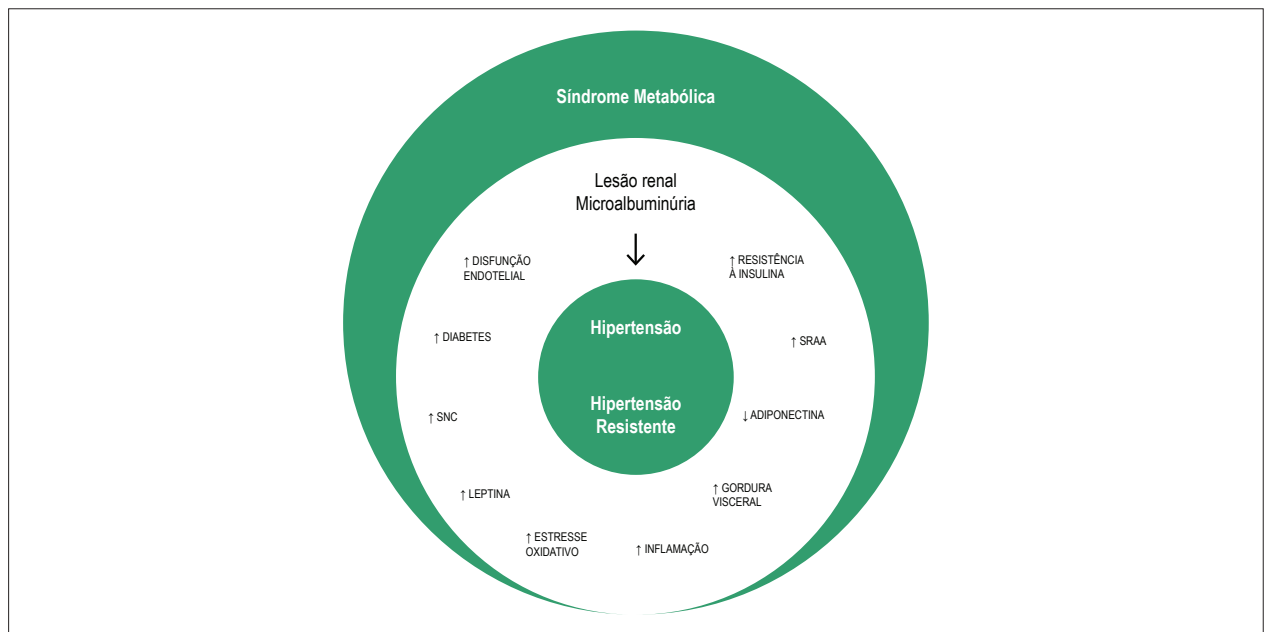 Síndrome Metabólica
Lesão renal
Microalbuminúria
↑ DISFUNÇÃO
ENDOTELIAL
↑ RESISTÊNCIA
À INSULINA
Hipertensão
↑ DIABETES
↑ SRAA
Hipertensão
Resistente
↑ SNC
↓ ADIPONECTINA
↑ LEPTINA
↑ GORDURA
VISCERAL
↑ ESTRESSE
OXIDATIVO
↑ INFLAMAÇÃO